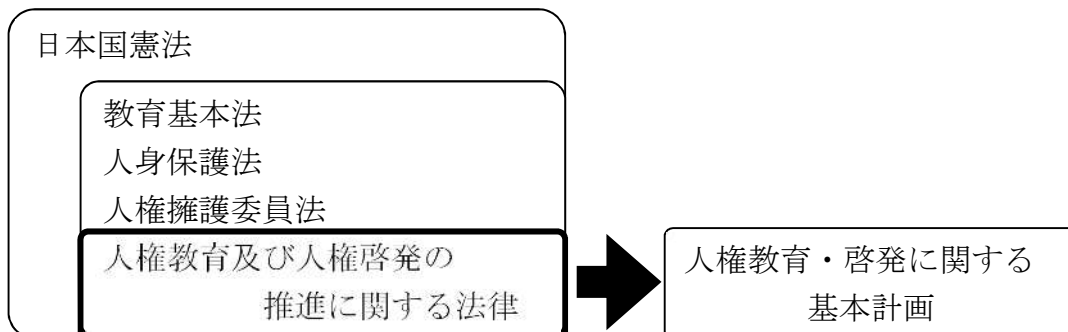 日本国憲法
教育基本法
人身保護法
人権擁護委員法
人権教育及び人権啓発の
推進に関する法律
人権教育・啓発に関する
基本計画